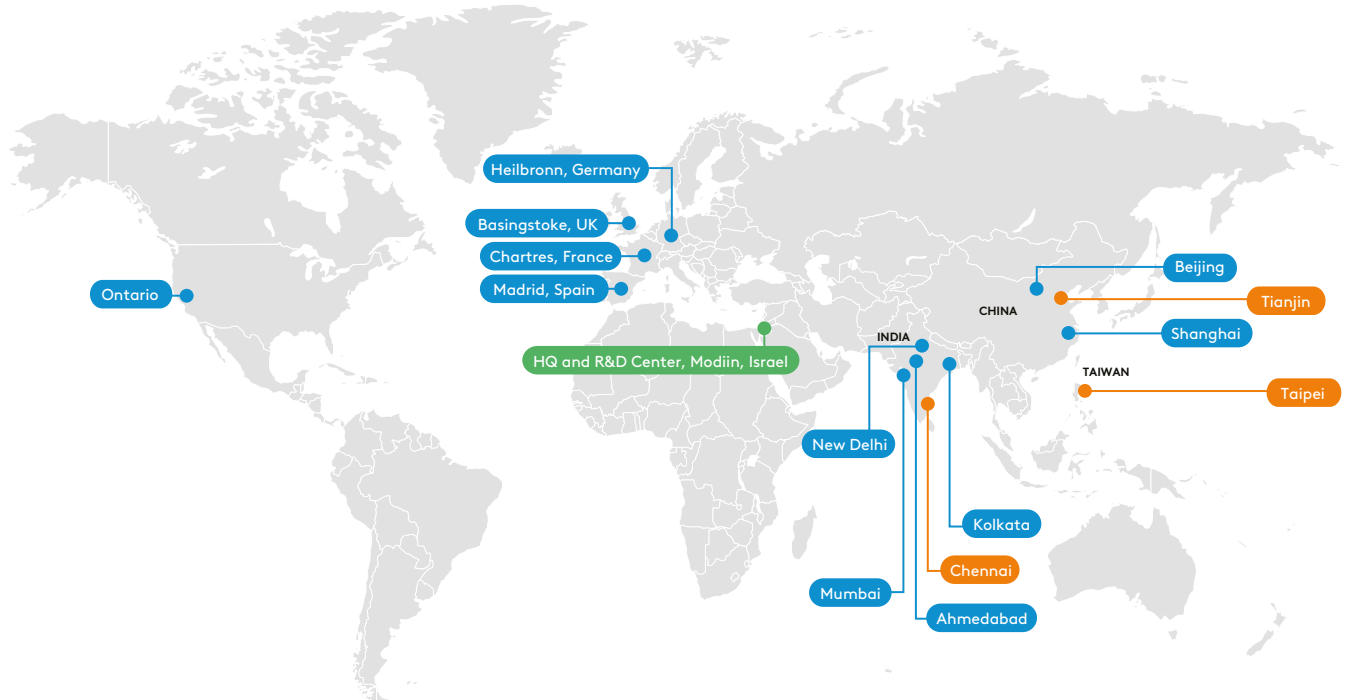 Heilbronn, Germany
Basingstoke, UK
Chartres, France
Madrid, Spain
Ontario
HQ and R&D Center, Modiin, Israel
Beijing
Tianjin
CHINA
Shanghai
INDIA
TAIWAN
Taipei
New Delhi
Kolkata
Chennai
Mumbai
Ahmedabad